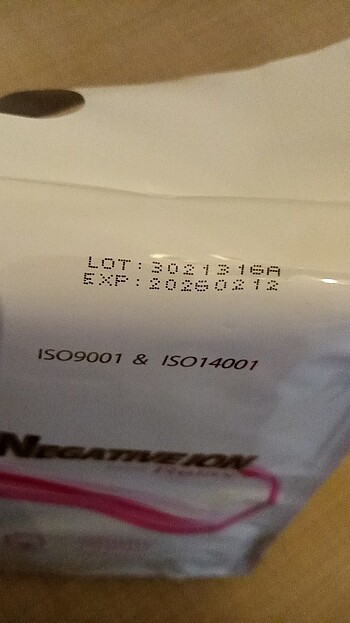 LOT:3021316A
EXP:20260212
ISO9001 & ISO14001
NEGATIVE ION